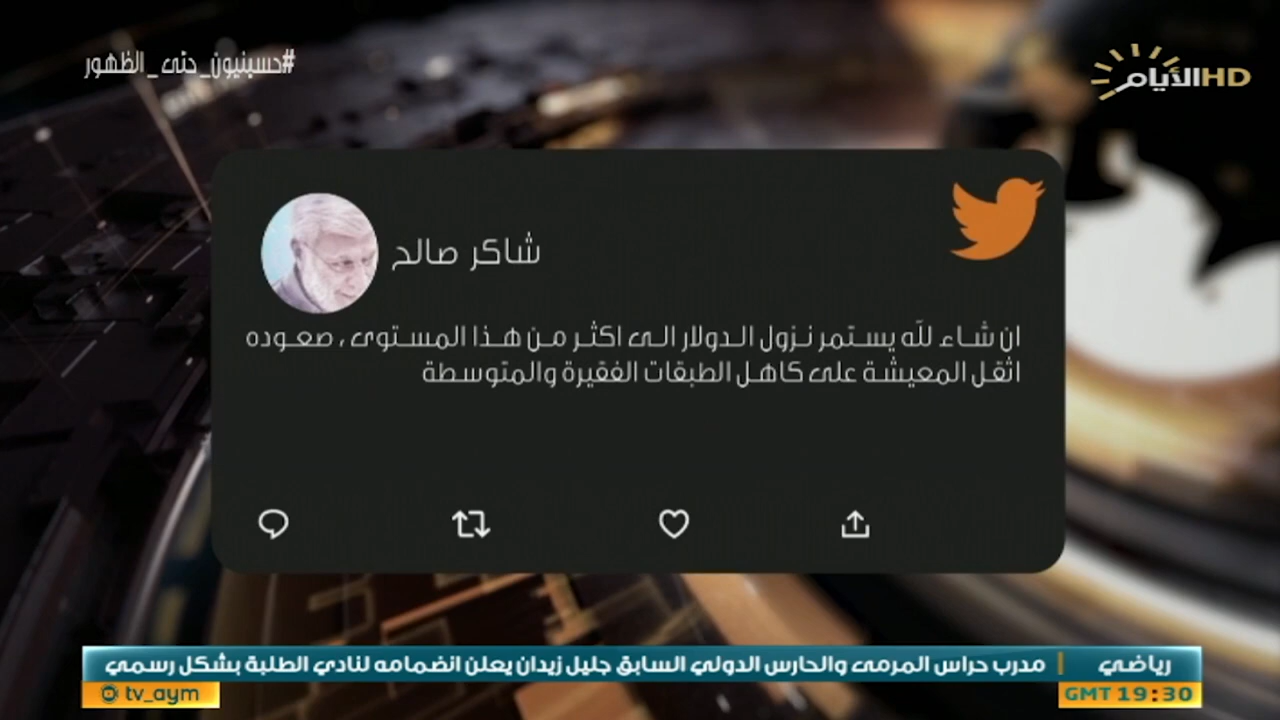 #حسينيون_حتى_الظهور
الأيام HD
شاكر صالح
ان شاء لله يستمر نزول الدولار الى اكثر من هذا المستوى ، صعوده
اثقل المعيشة على كاهل الطبقات الفقيرة والمتوسطة
رياضي | مدرب حراس المرمى والحارس الدولي السابق جليل زيدان يعلن انضمامه لنادي الطلبة بشكل رسمي
tv_aym
GMT 19:30